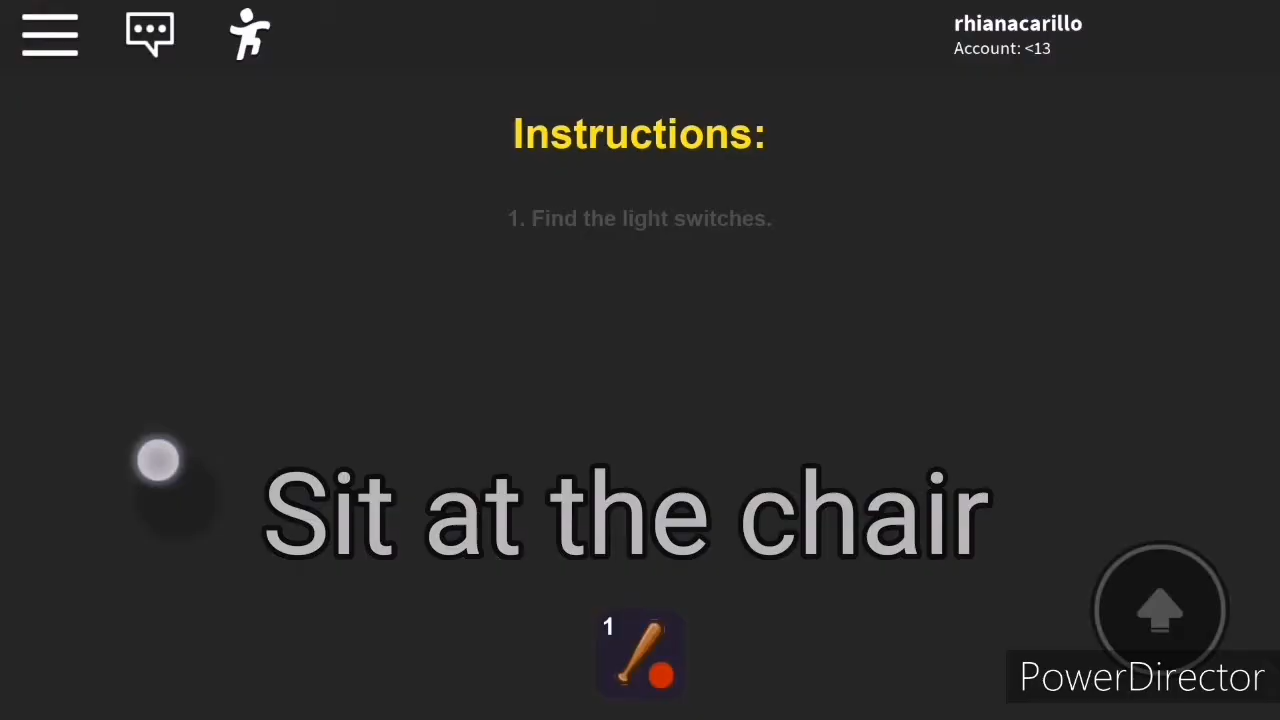 rhianacarillo
Account: <13
Instructions:
1. Find the light switches.
Sit at the chair
1
PowerDirector